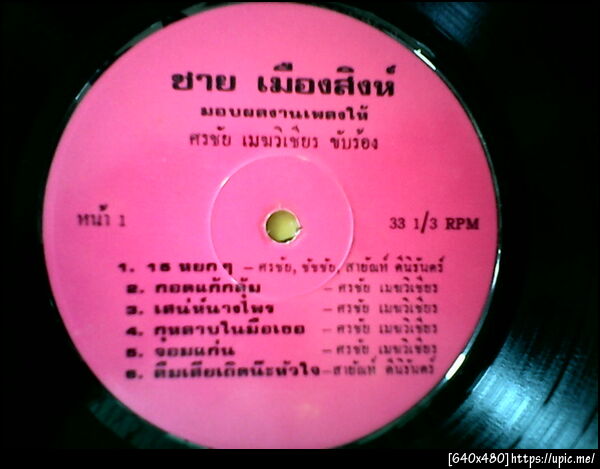 ชาย เมืองสิงห์
มอบผลงานเพลงให้
ศรชัย เมฆวิเชียร ขับร้อง
หน้า 1
33 1/3 RPM
1. 16 หยกๆ - ศรชัย, ชัยชัย, สายัณห์ ดนิรันดร์
2. กอดแก้กลุ้ม - ศรชัย เมฆวิเชียร
3. เสน่ห์นางไพร - ศรชัย เมฆวิเชียร
4. กุหลาบในมือเธอ - ศรชัย เมฆวิเชียร
5. จ่อมแก่น - ศรชัย เมฆวิเชียร
6. ลืมเสียเถิดน๊ะหัวใจ - สายัณห์
[640x480]https://upic.me/